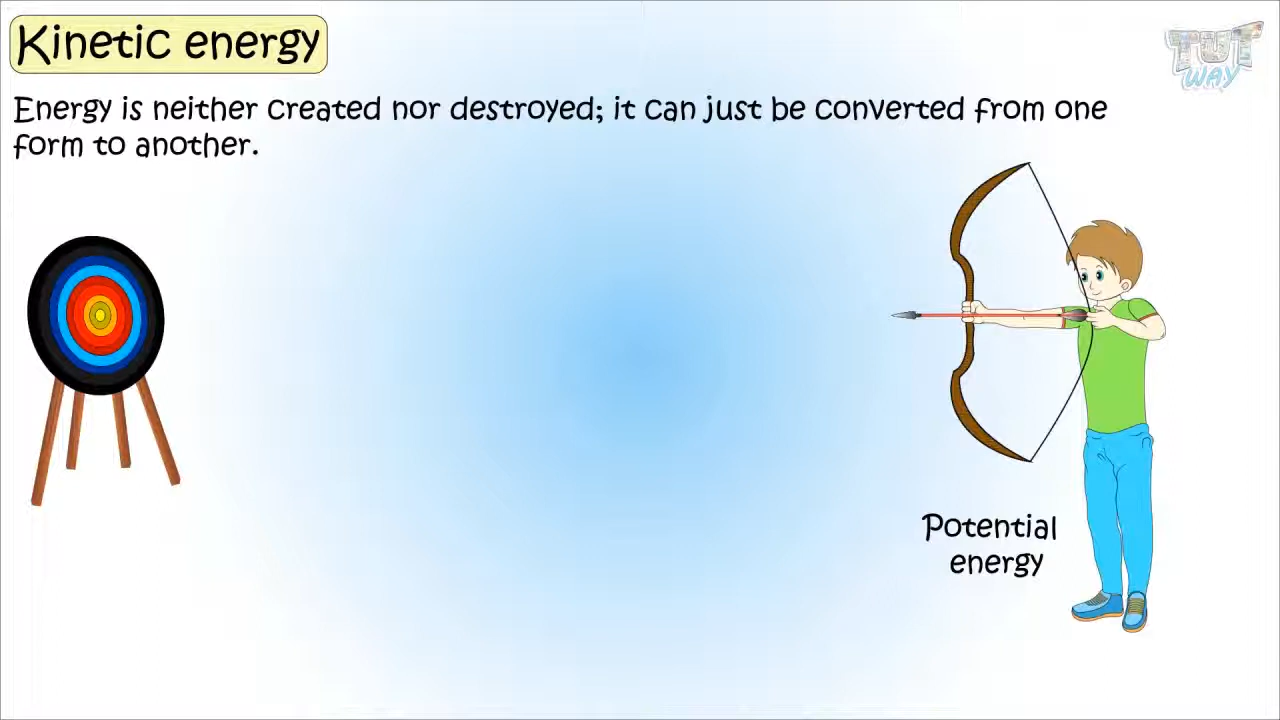 Kinetic energy
TUT
WAY
Energy is neither created nor destroyed; it can just be converted from one
form to another.
Potential
energy